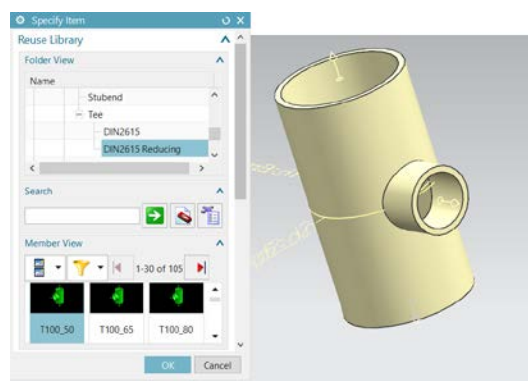 Specify Item
Reuse Library
Folder View
Name
Stubend
Tee
DIN2615
DIN2615 Reducing
Search
Member View
1-30 of 105
T100_50 T100_65 T100_80
OK Cancel